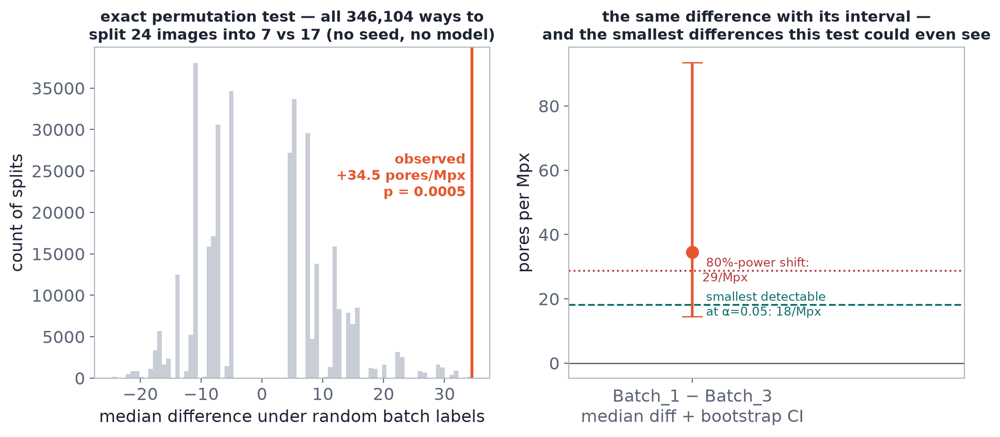 exact permutation test — all 346,104 ways to
split 24 images into 7 vs 17 (no seed, no model)
count of splits
35000
30000
25000
20000
15000
10000
5000
0
observed
+34.5 pores/Mpx
p = 0.0005
−20
−10
0
10
20
30
median difference under random batch labels
the same difference with its interval —
and the smallest differences this test could even see
pores per Mpx
80
60
40
20
0
80%-power shift:
29/Mpx
smallest detectable
at α=0.05: 18/Mpx
Batch_1 − Batch_3
median diff + bootstrap CI